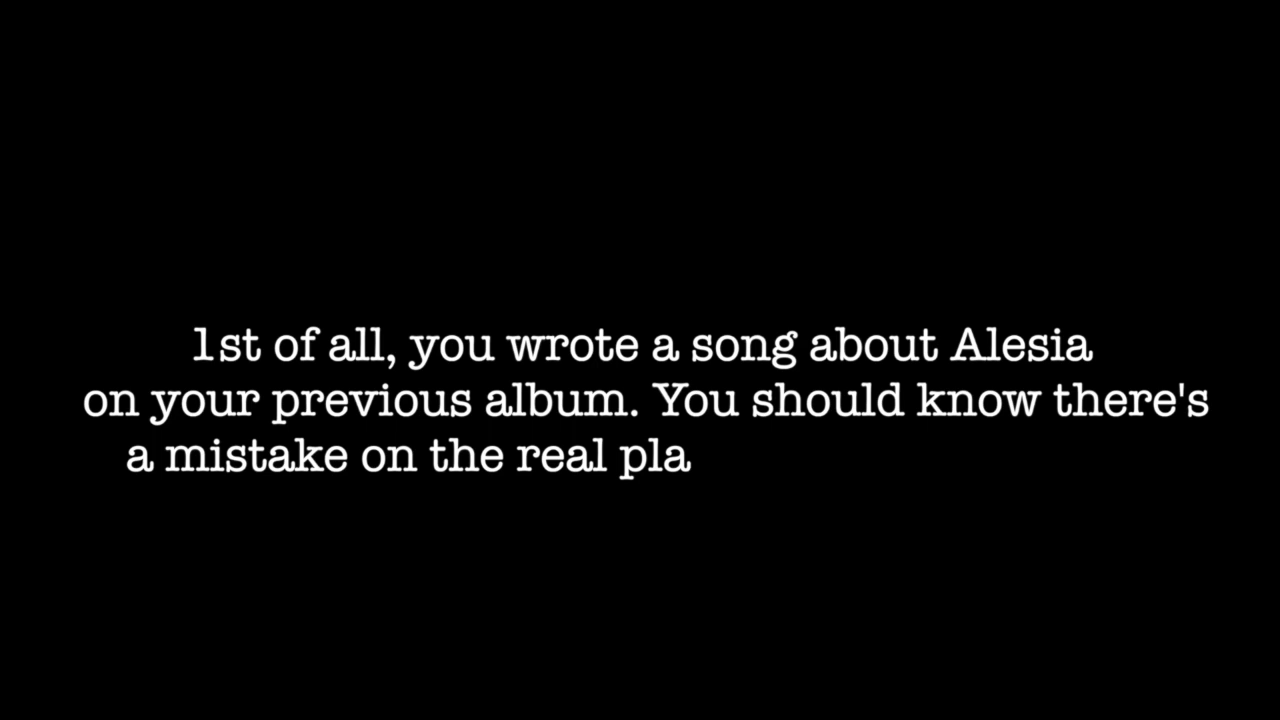 1st of all, you wrote a song about Alesia
on your previous album. You should know there's
a mistake on the real pla